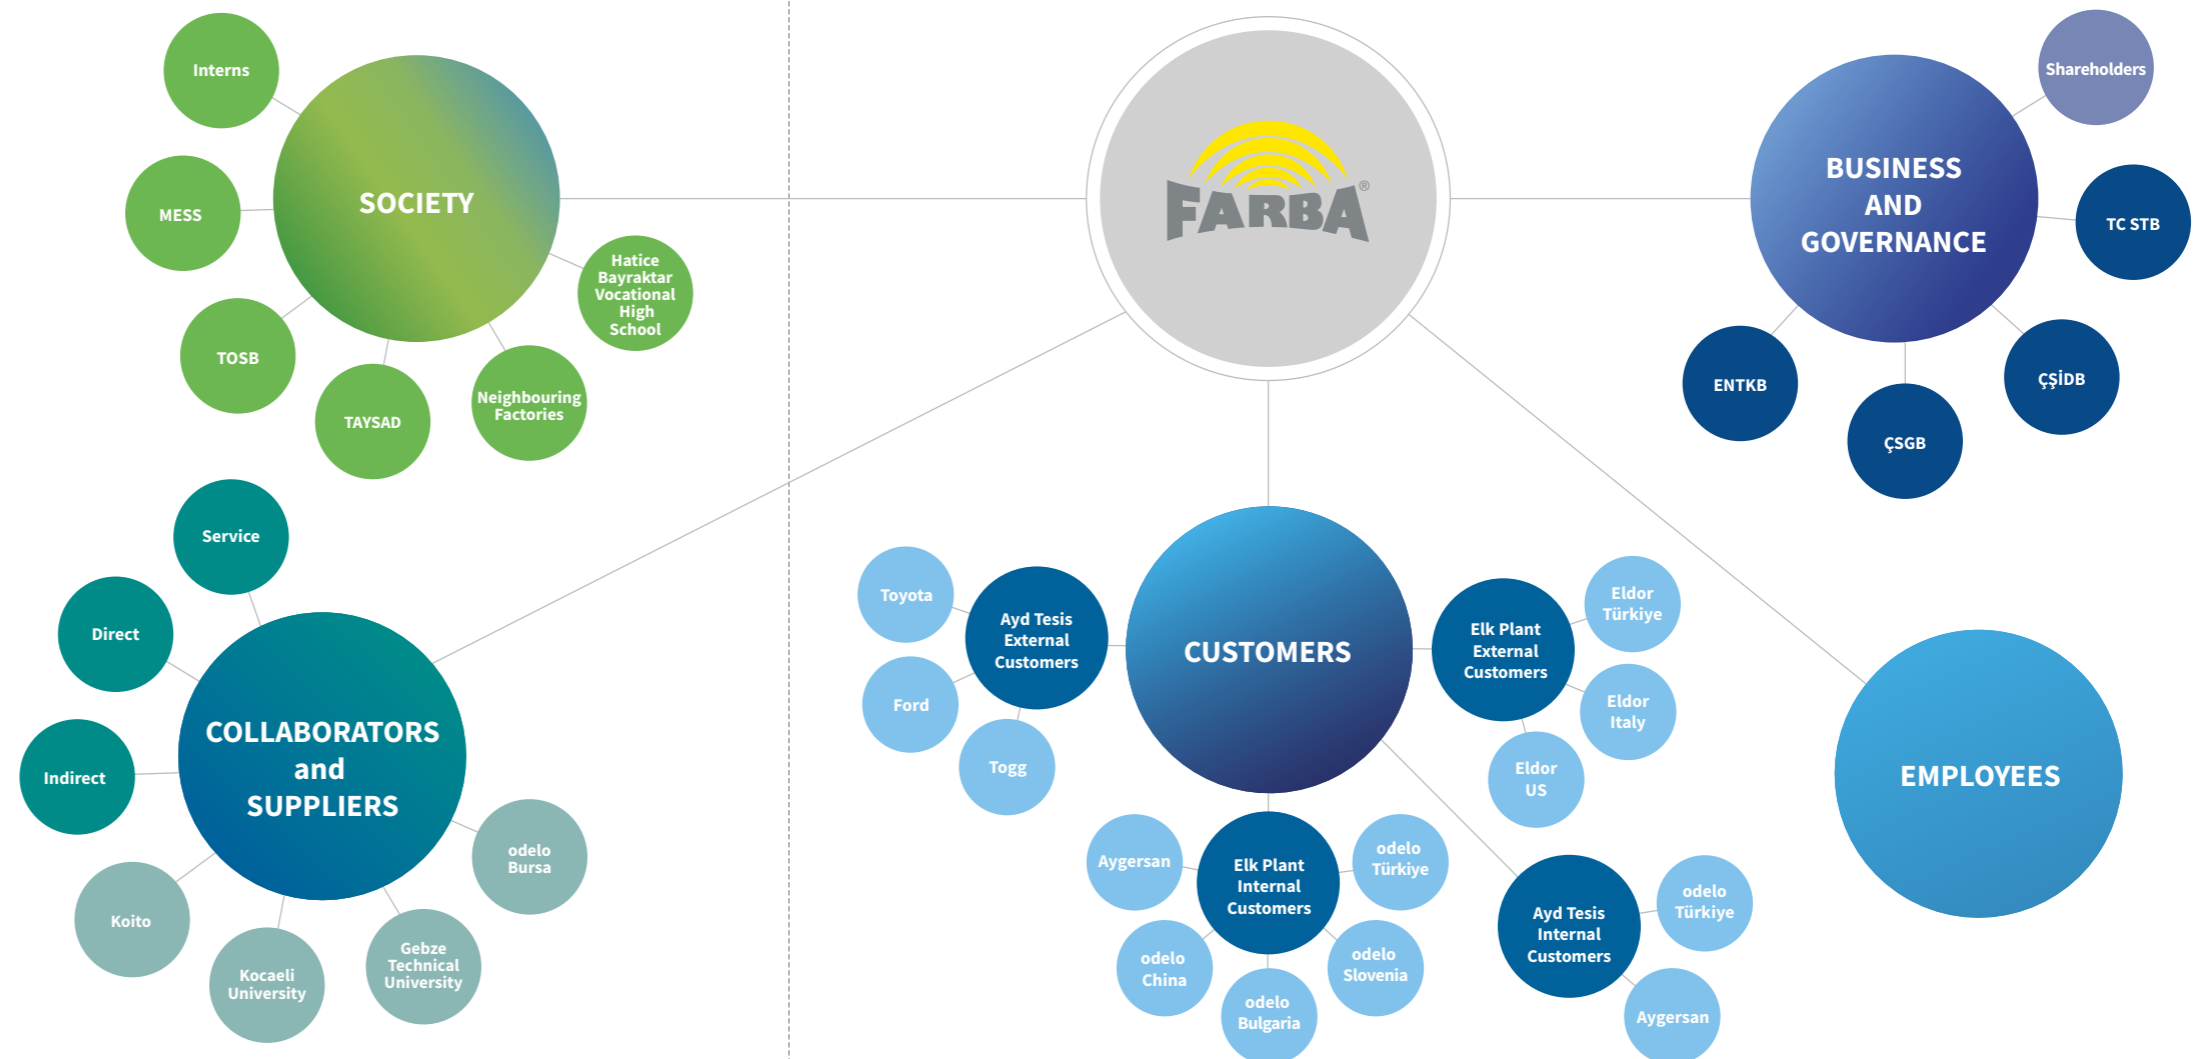 Interns
SOCIETY
MESS
TOSB
TAYSAD
Neighbouring
Factories
Hatice
Bayraktar
Vocational
High
School
FARBA®
BUSINESS
AND
GOVERNANCE
Shareholders
TC STB
ÇŞİDB
ÇSGB
ENTKB
Service
Direct
Indirect
COLLABORATORS
and
SUPPLIERS
Koito
Kocaeli
University
Gebze
Technical
University
odelo
Bursa
CUSTOMERS
Ayd Tesis
External
Customers
Toyota
Ford
Togg
Elk Plant
External
Customers
Eldor
Türkiye
Eldor
Italy
Eldor
US
Elk Plant
Internal
Customers
Aygersan
odelo
China
odelo
Bulgaria
odelo
Slovenia
odelo
Türkiye
Ayd Tesis
Internal
Customers
odelo
Türkiye
Aygersan
EMPLOYEES